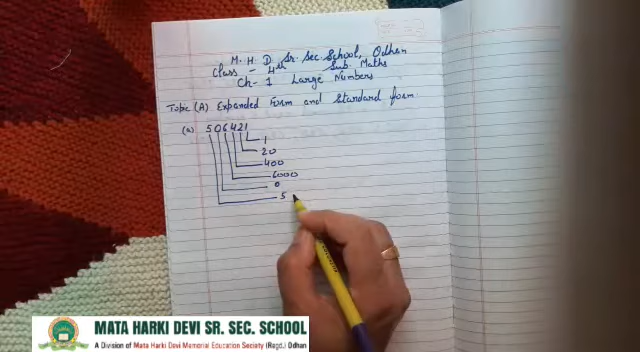 M. H. D Sr. Sec. School, Odhan
Class - 4th Sub. Maths
Ch- 1 Large Numbers
Topic (A) Expanded Form and Standard form
(a) 506421
1
20
400
6000
0
5
MATA HARKI DEVI SR. SEC. SCHOOL
A Division of Mata Harki Devi Memorial Education Society (Regd.) Odhan